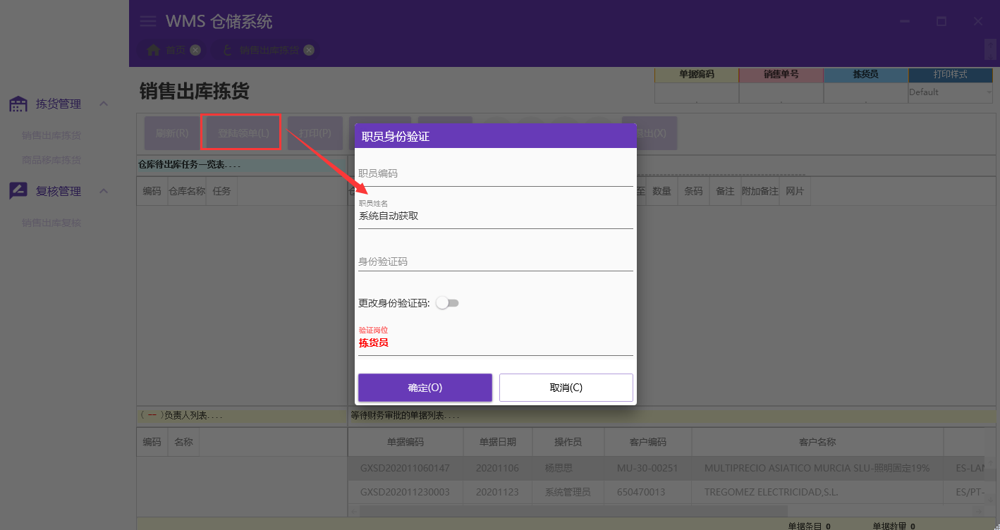 WMS 仓储系统
首页
销售出库拣货
销售出库拣货
单据编码
销售单号
拣货员
打印样式
Default
拣货管理
销售出库拣货
商品移库拣货
复核管理
销售出库复核
刷新(R)
登陆领单(L)
打印(P)
退出(X)
仓库待出库任务一览表....
编码
仓库名称
任务
至
数量
条码
备注
附加备注
网片
职员身份验证
职员编码
职员姓名
系统自动获取
身份验证码
更改身份验证码:
验证岗位
拣货员
确定(O)
取消(C)
( -- )负责人列表....
等待财务审批的单据列表....
编码
名称
单据编码
单据日期
操作员
客户编码
客户名称
GXSD202011060147
20201106
杨思思
MU-30-00251
MULTIPRECIO ASIATICO MURCIA SLU-照明固定19%
ES-LAN
GXSD202011230003
20201123
系统管理员
650470013
TREGOMEZ ELECTRICIDAD,S.L.
ES/PT-
单据条目 0
单据数量 0